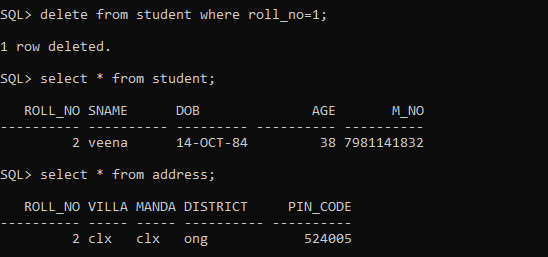 SQL> delete from student where roll_no=1;
1 row deleted.
SQL> select * from student;
ROLL_NO SNAME DOB AGE M_NO
---------- ---------- --------- ---------- ----------
2 veena 14-OCT-84 38 7981141832
SQL> select * from address;
ROLL_NO VILLA MANDA DISTRICT PIN_CODE
---------- ----- ----- ---------- ----------
2 clx clx ong 524005